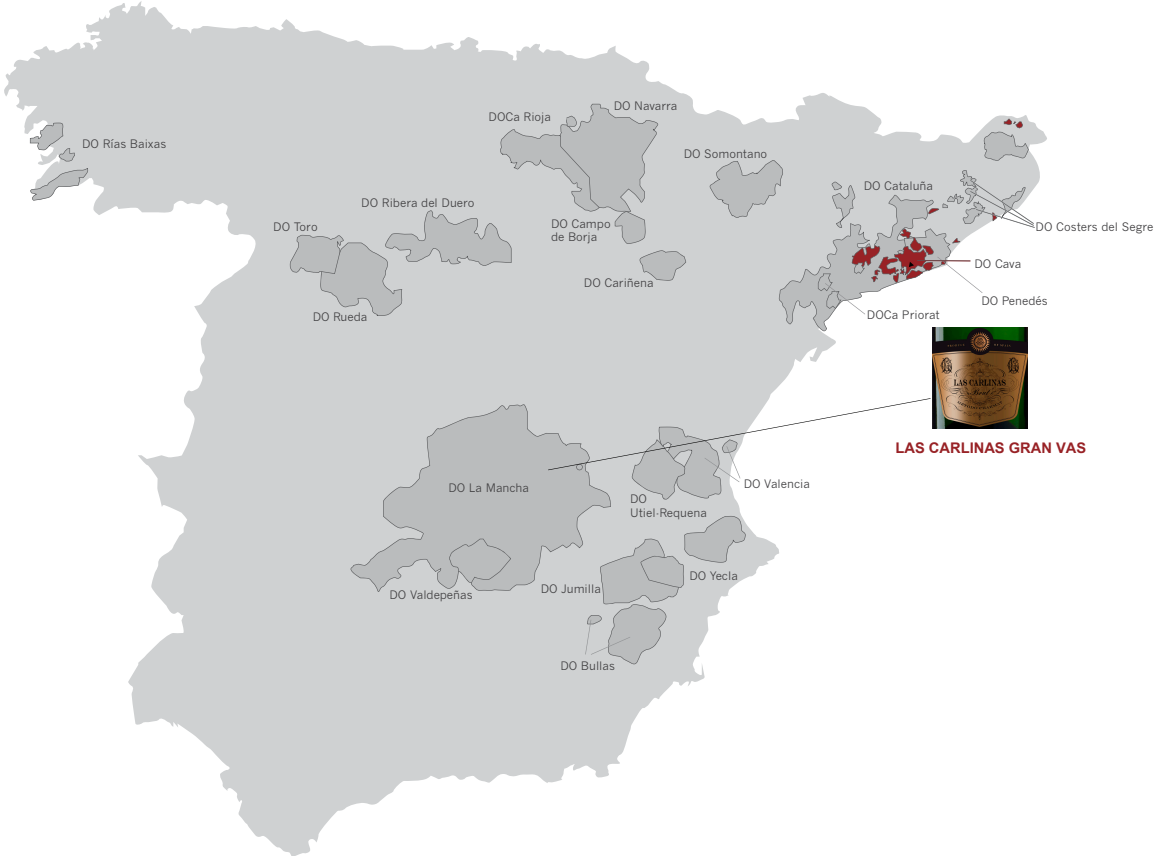 DO Navarra
DOCa Rioja
DO Rías Baixas
DO Somontano
DO Cataluña
DO Ribera del Duero
DO Toro
DO Campo
de Borja
DO Costers del Segre
DO Cava
DO Cariñena
DO Penedés
DO Rueda
DOCa Priorat
LAS CARLINAS
LAS CARLINAS GRAN VAS
DO La Mancha
DO Valencia
DO
Utiel-Requena
DO Yecla
DO Jumilla
DO Valdepeñas
DO Bullas